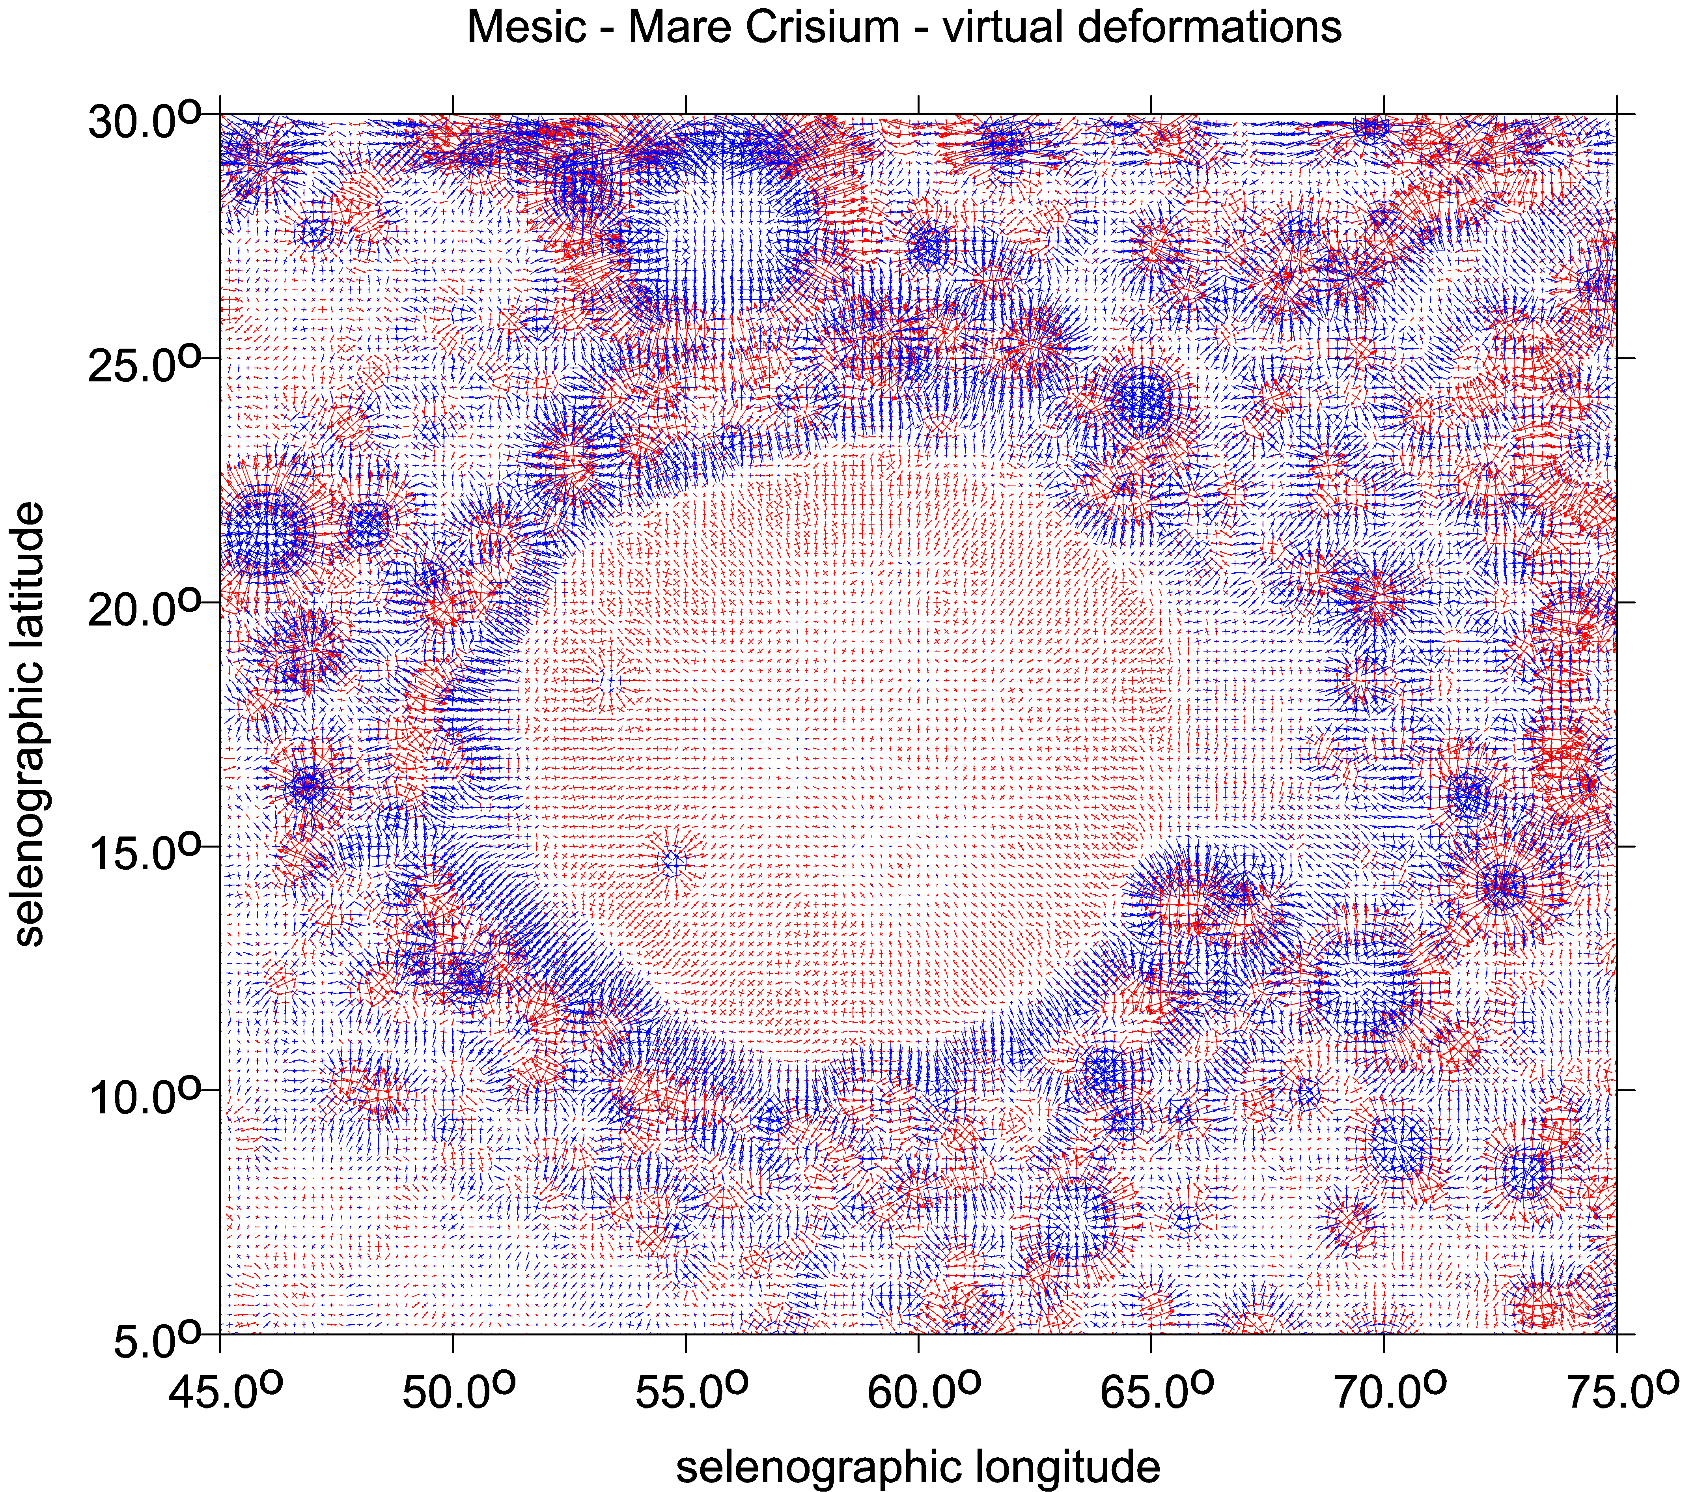 Mesic - Mare Crisium - virtual deformations
30.0º
25.0º
20.0º
15.0º
10.0º
5.0º
selenographic latitude
45.0º 50.0º 55.0º 60.0º 65.0º 70.0º 75.0º
selenographic longitude